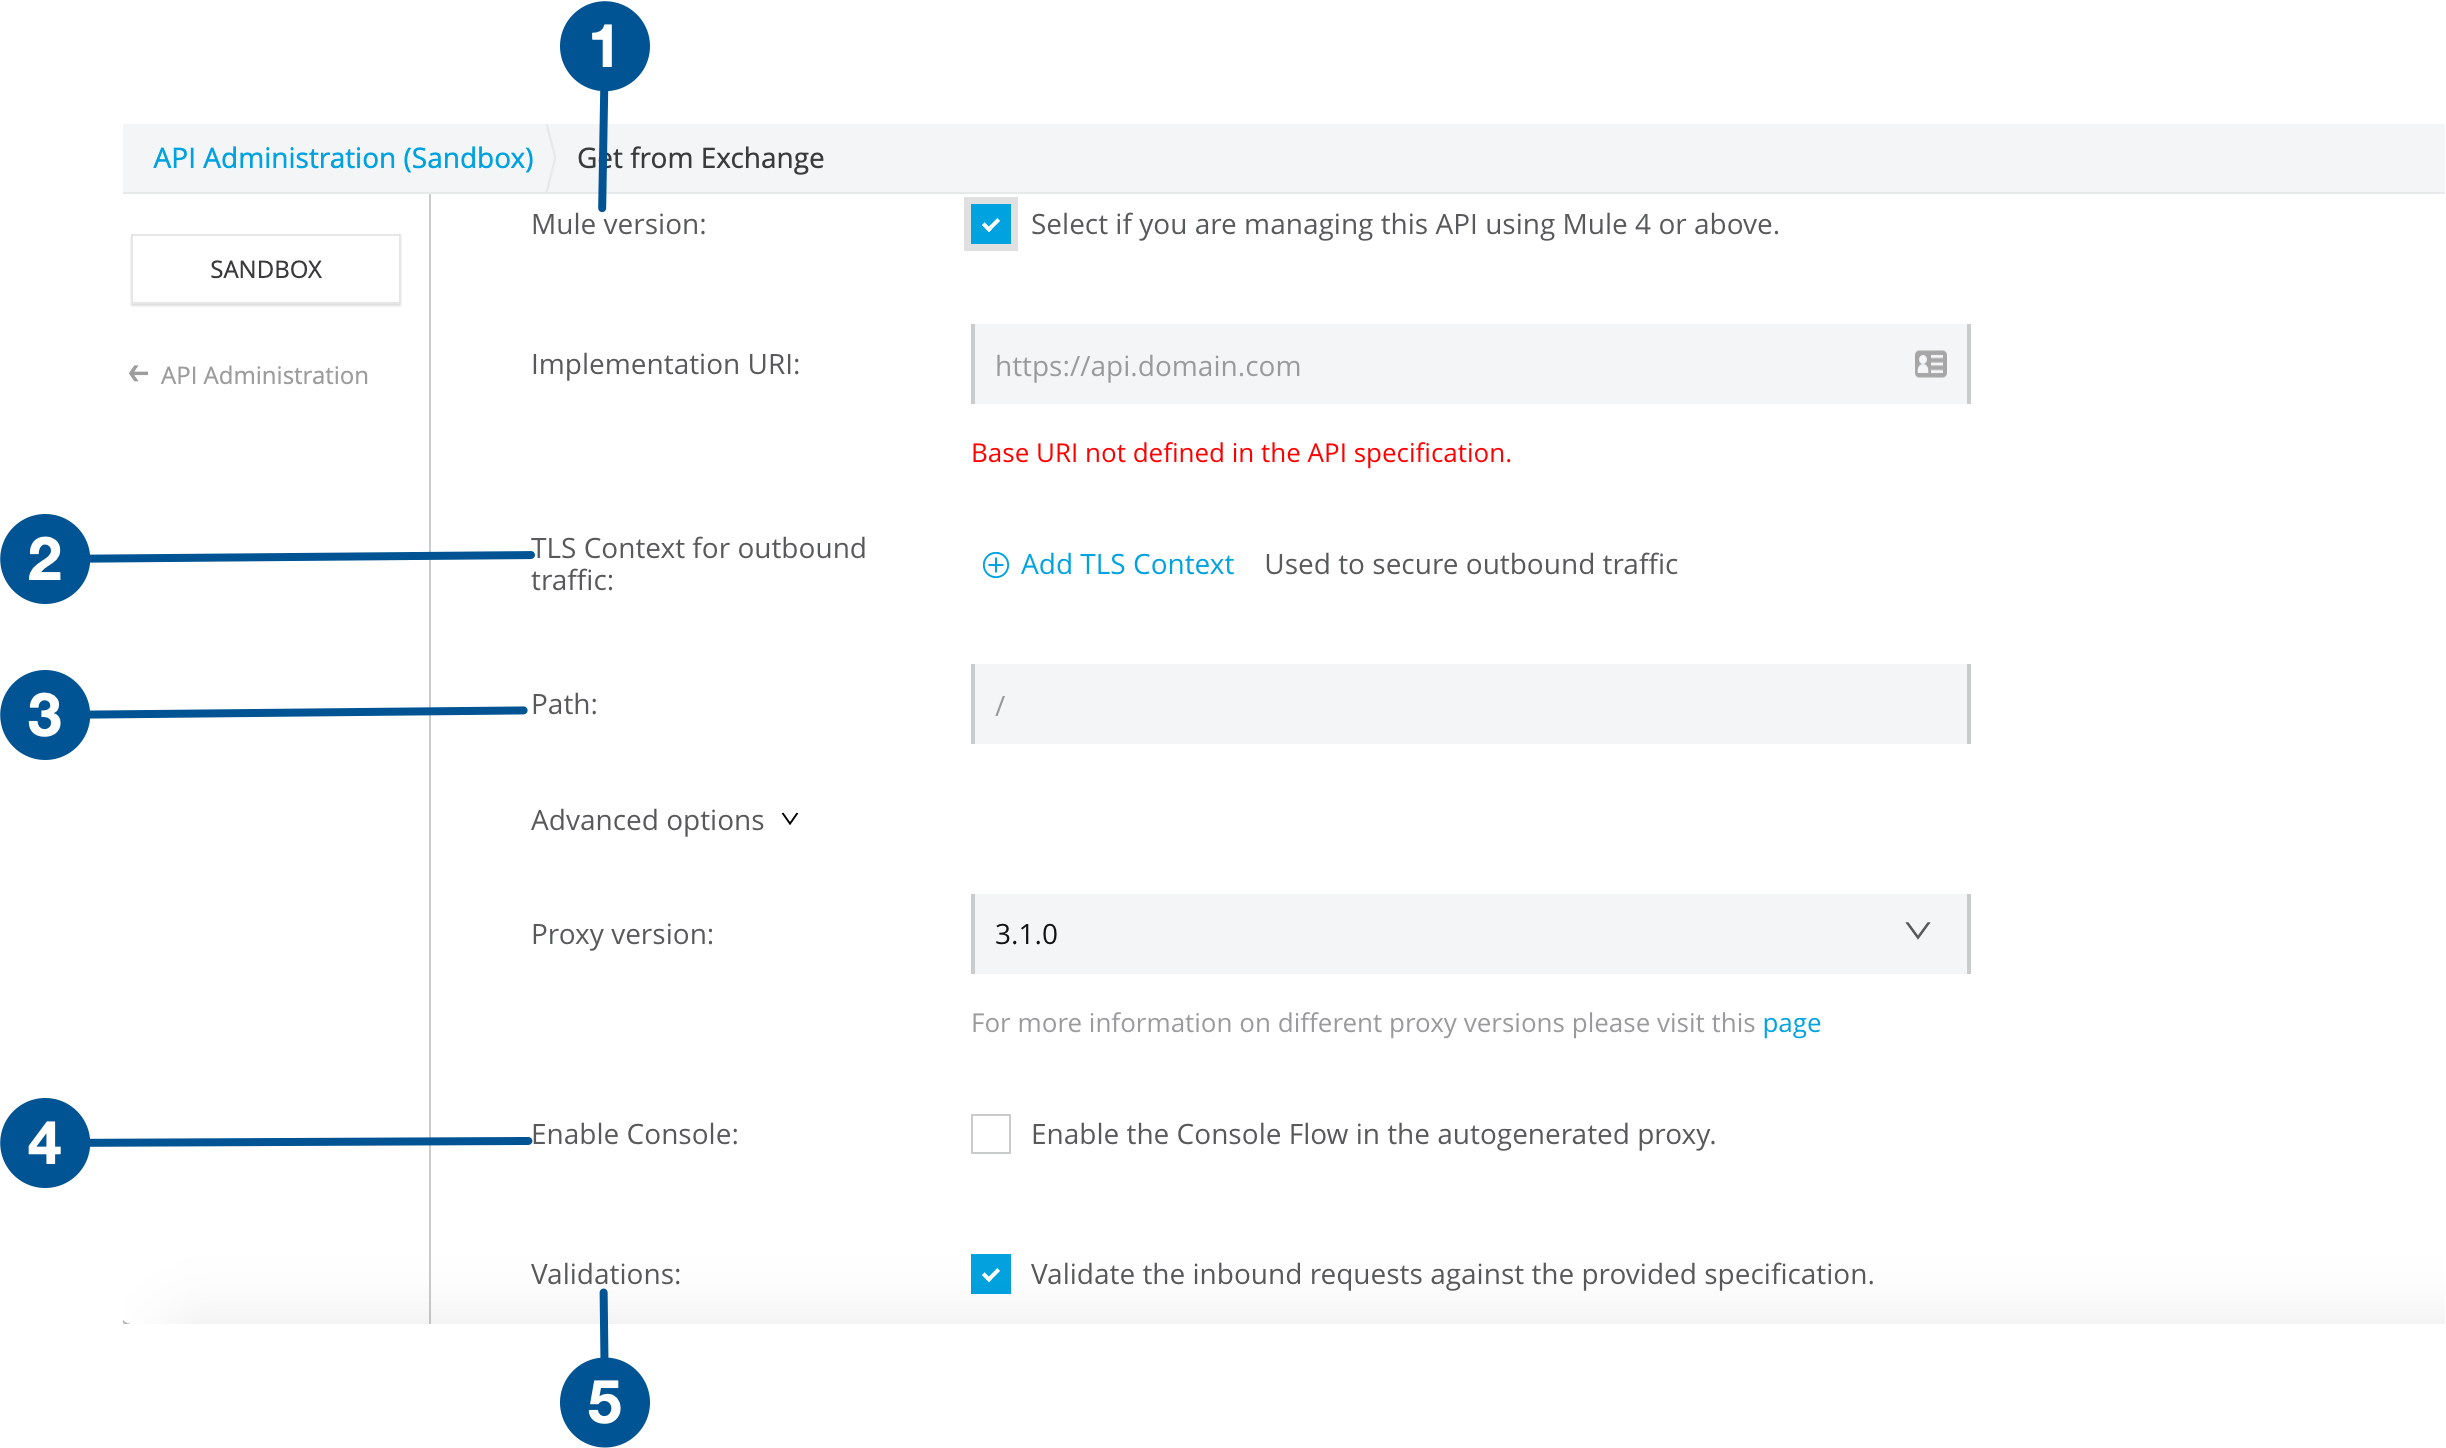 1
API Administration (Sandbox) Get from Exchange
Mule version: Select if you are managing this API using Mule 4 or above.
SANDBOX
API Administration
Implementation URI: https://api.domain.com
Base URI not defined in the API specification.
2
TLS Context for outbound
traffic:
Add TLS Context Used to secure outbound traffic
3
Path: /
Advanced options
Proxy version: 3.1.0
For more information on different proxy versions please visit this page
4
Enable Console: Enable the Console Flow in the autogenerated proxy.
Validations: Validate the inbound requests against the provided specification.
5